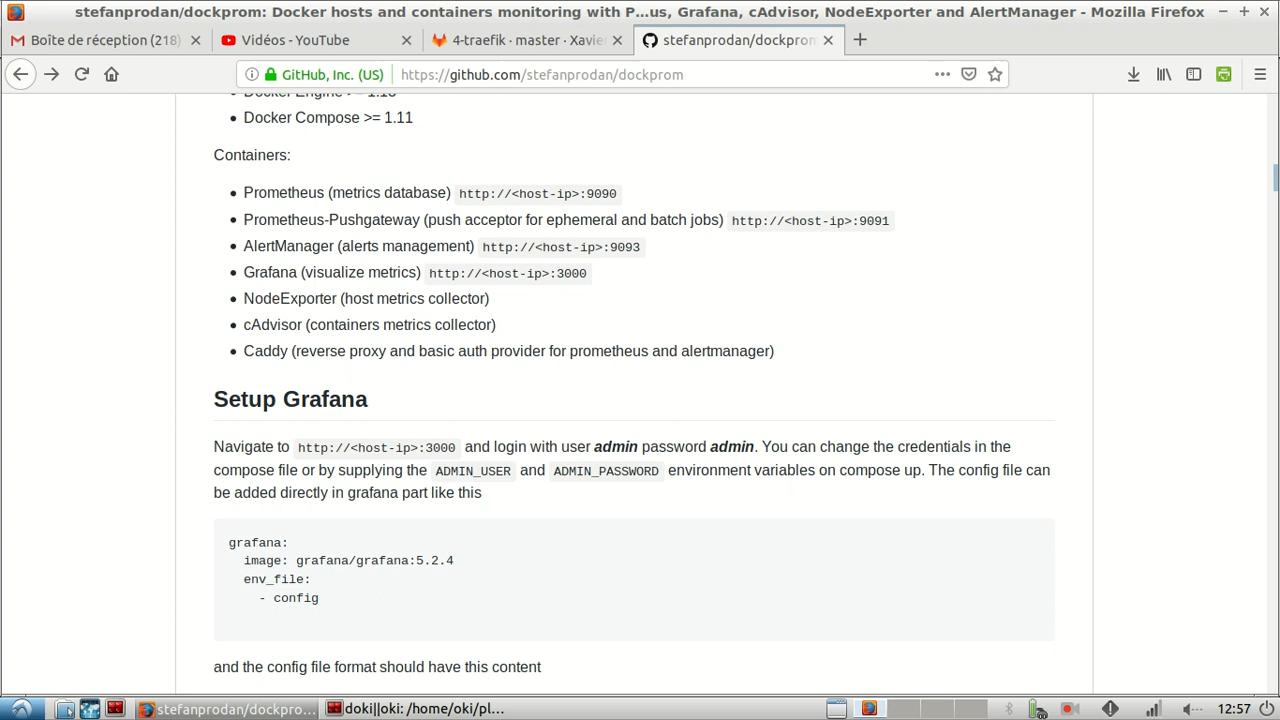 stefanprodan/dockprom: Docker hosts and containers monitoring with P...us, Grafana, cAdvisor, NodeExporter and AlertManager - Mozilla Firefox
Boîte de réception (218)
Vidéos - YouTube
4-traefik · master · Xavie
stefanprodan/dockprom
GitHub, Inc. (US)
https://github.com/stefanprodan/dockprom
Docker Engine >= 1.13
Docker Compose >= 1.11
Containers:
Prometheus (metrics database) http://<host-ip>:9090
Prometheus-Pushgateway (push acceptor for ephemeral and batch jobs) http://<host-ip>:9091
AlertManager (alerts management) http://<host-ip>:9093
Grafana (visualize metrics) http://<host-ip>:3000
NodeExporter (host metrics collector)
cAdvisor (containers metrics collector)
Caddy (reverse proxy and basic auth provider for prometheus and alertmanager)
Setup Grafana
Navigate to http://<host-ip>:3000 and login with user admin password admin. You can change the credentials in the
compose file or by supplying the ADMIN_USER and ADMIN_PASSWORD environment variables on compose up. The config file can
be added directly in grafana part like this
grafana:
image: grafana/grafana:5.2.4
env_file:
- config
and the config file format should have this content
stefanprodan/dockpro...
doki||oki: /home/oki/pl...
12:57